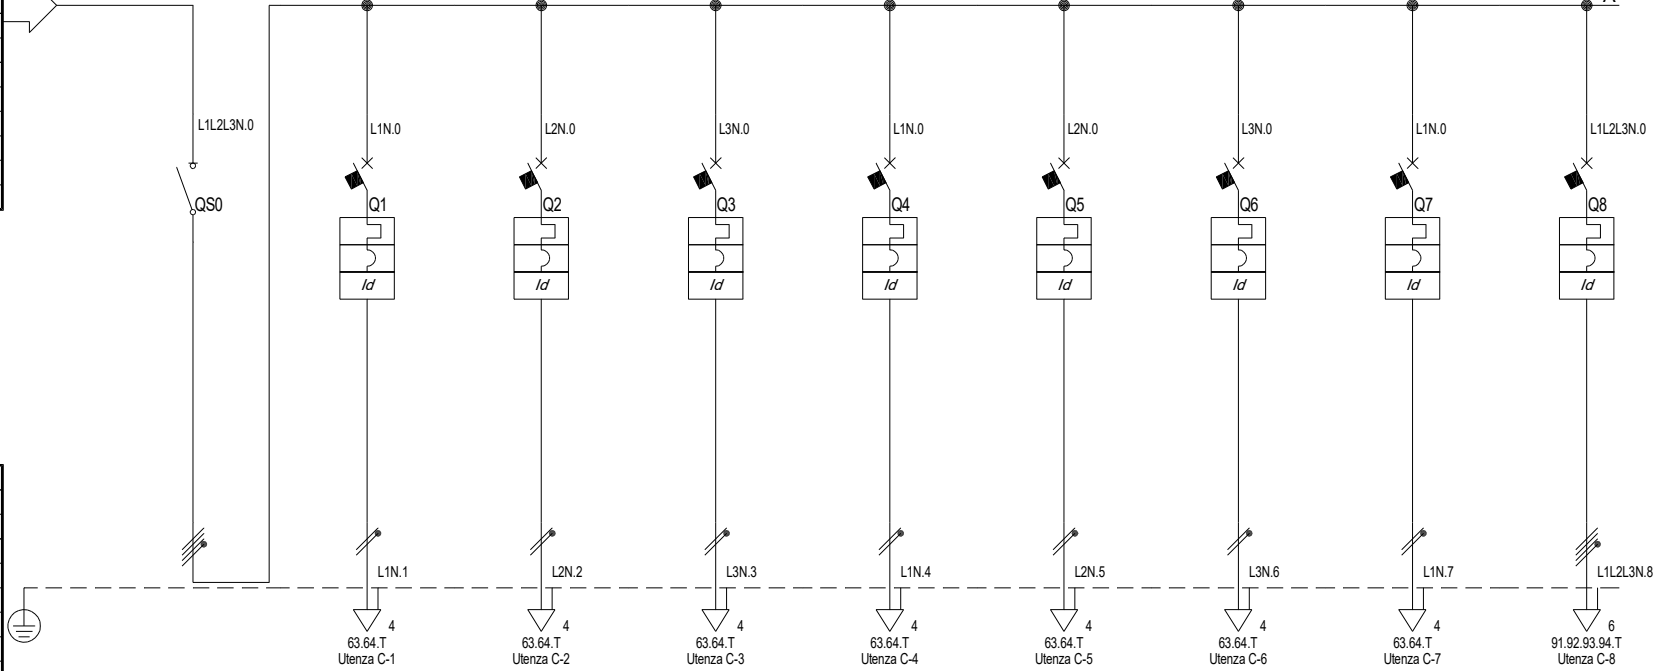 L1L2L3N.0
L1N.0
L2N.0
L3N.0
L1N.0
L2N.0
L3N.0
L1N.0
L1L2L3N.0
QS0
Q1
Q2
Q3
Q4
Q5
Q6
Q7
Q8
Id
Id
Id
Id
Id
Id
Id
Id
L1N.1
L2N.2
L3N.3
L1N.4
L2N.5
L3N.6
L1N.7
L1L2L3N.8
4
4
4
4
4
4
4
6
63.64.T
63.64.T
63.64.T
63.64.T
63.64.T
63.64.T
63.64.T
91.92.93.94.T
Utenza C-1
Utenza C-2
Utenza C-3
Utenza C-4
Utenza C-5
Utenza C-6
Utenza C-7
Utenza C-8